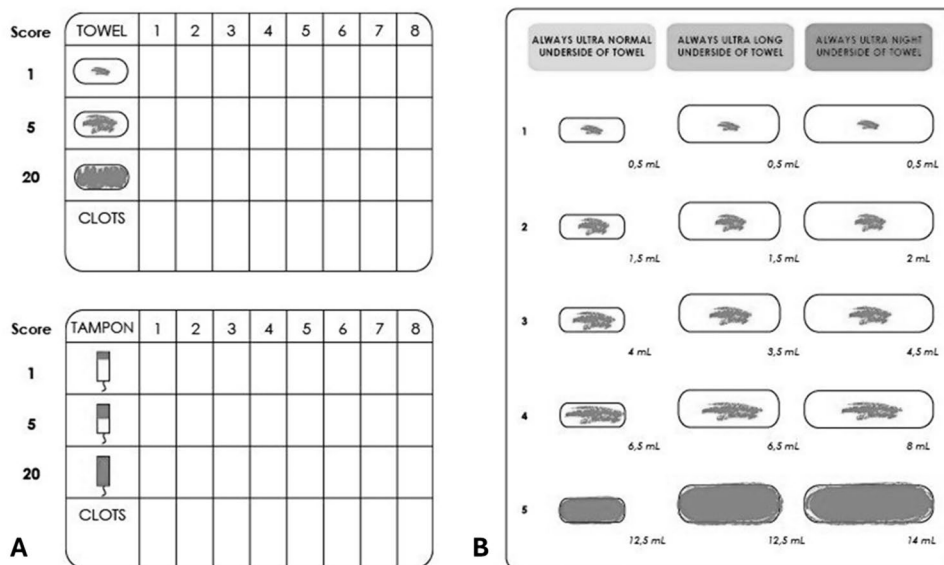 Score TOWEL 1 2 3 4 5 6 7 8
1
5
20
CLOTS
Score TAMPON 1 2 3 4 5 6 7 8
1
5
20
CLOTS
A
ALWAYS ULTRA NORMAL
UNDERSIDE OF TOWEL
ALWAYS ULTRA LONG
UNDERSIDE OF TOWEL
ALWAYS ULTRA NIGHT
UNDERSIDE OF TOWEL
1
0,5 mL 0,5 mL 0,5 mL
2
1,5 mL 1,5 mL 2 mL
3
4 mL 3,5 mL 4,5 mL
4
6,5 mL 6,5 mL 8 mL
5
12,5 mL 12,5 mL 14 mL
B